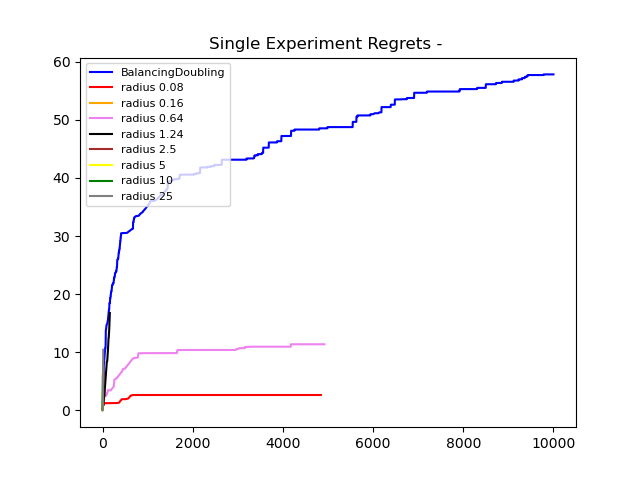 Single Experiment Regrets -
BalancingDoubling
radius 0.08
radius 0.16
radius 0.64
radius 1.24
radius 2.5
radius 5
radius 10
radius 25
60
50
40
30
20
10
0
0 2000 4000 6000 8000 10000